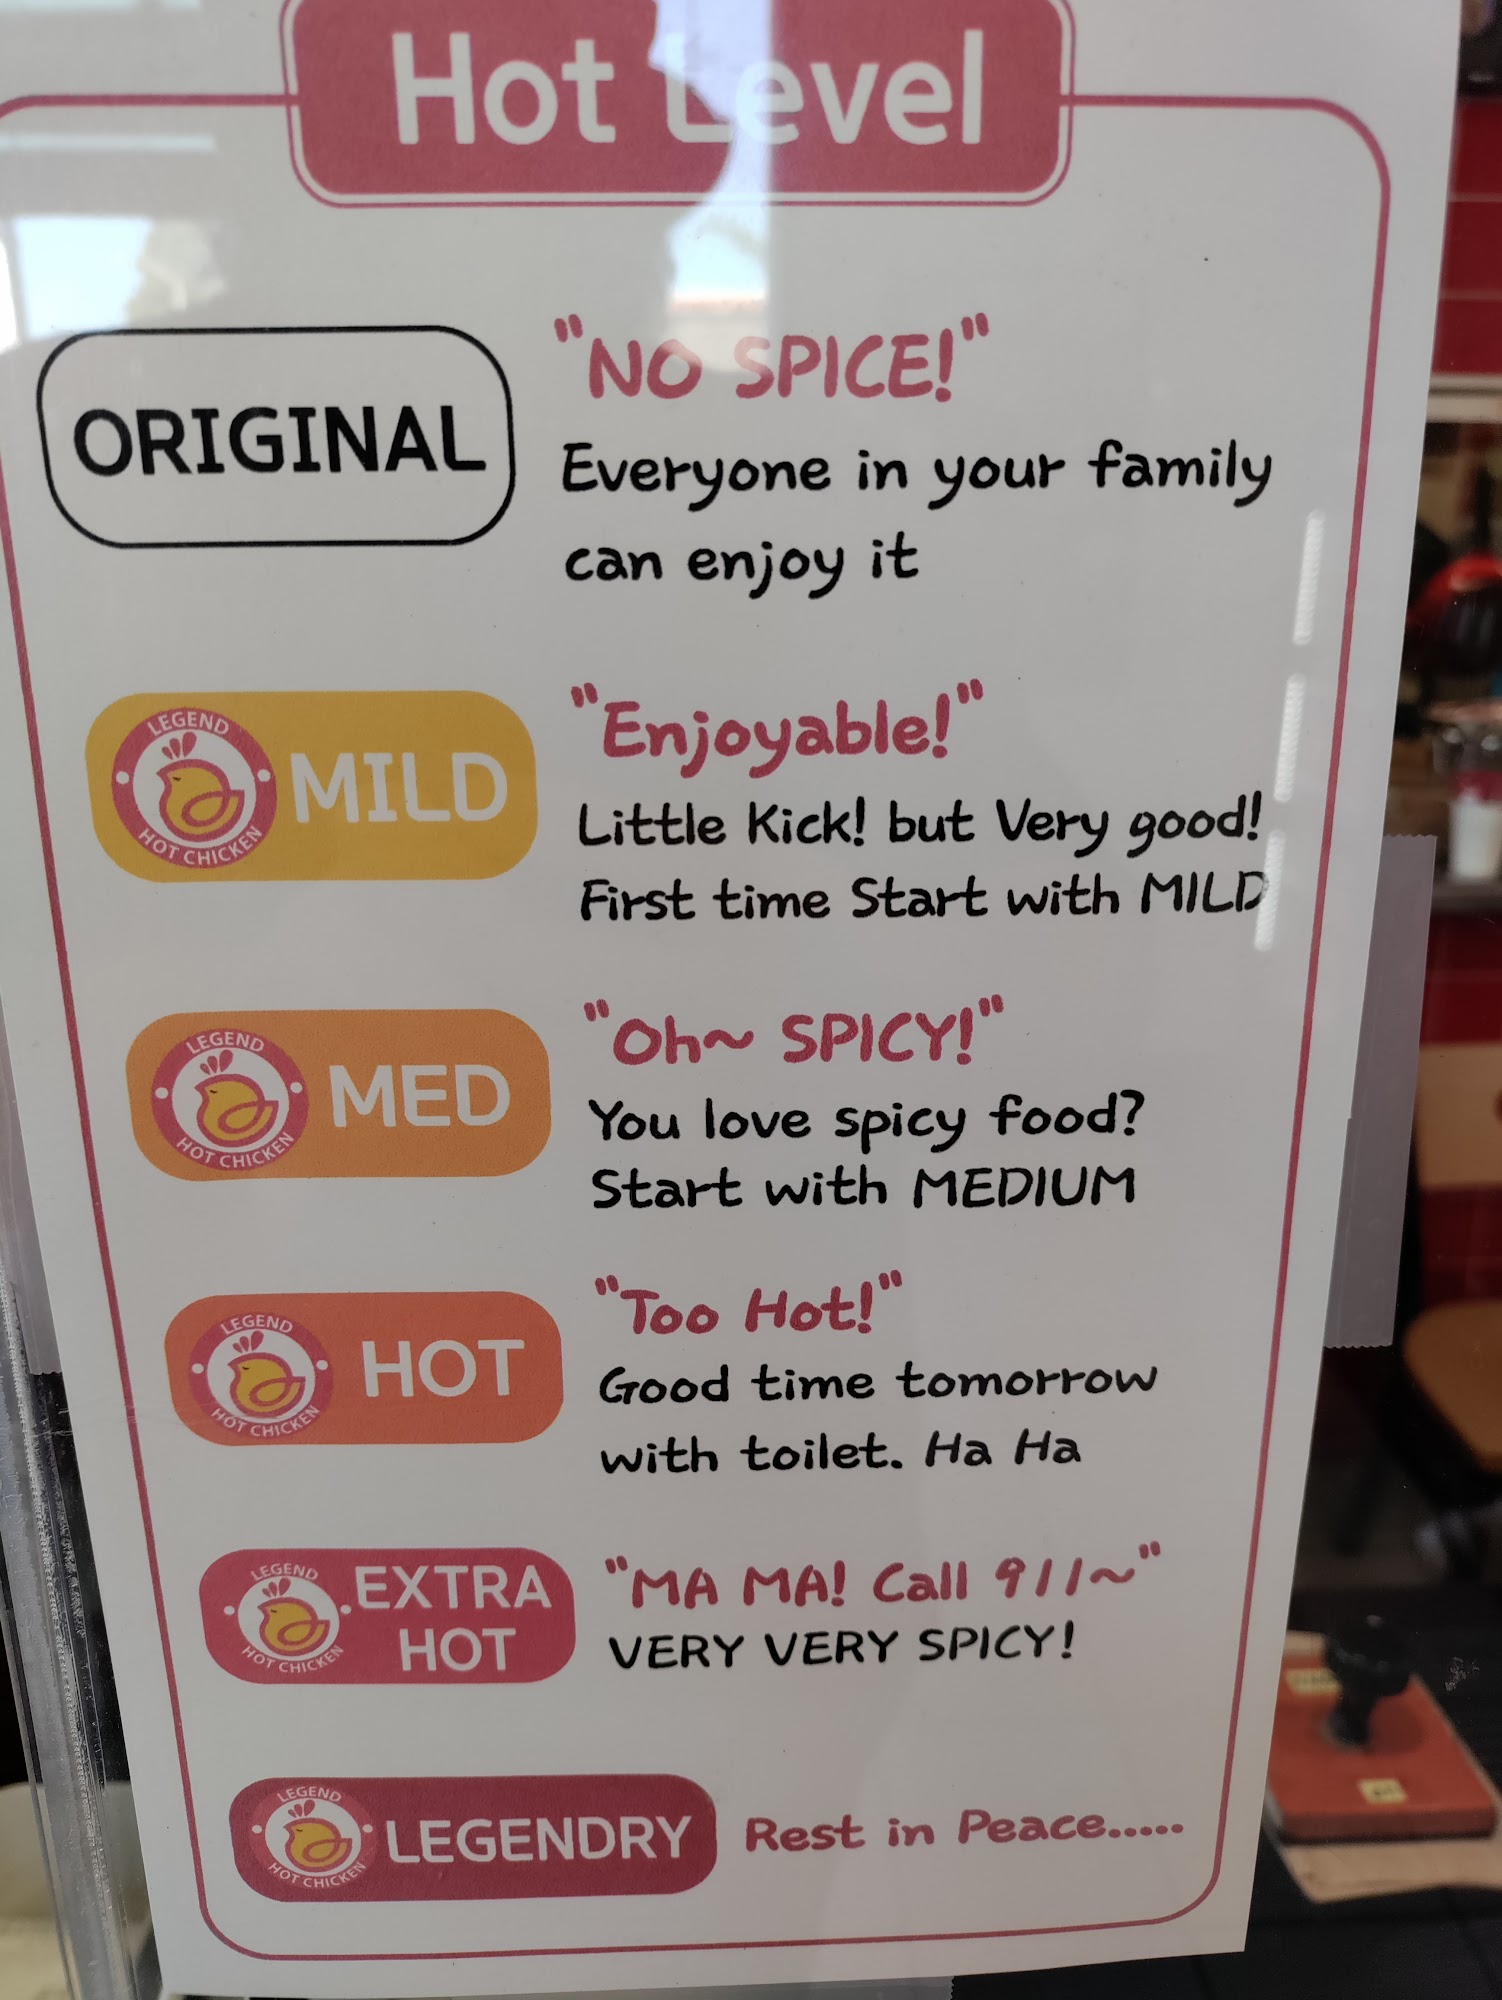 Hot Level
ORIGINAL
"NO SPICE!"
Everyone in your family
can enjoy it
LEGEND
HOT CHICKEN
MILD
"Enjoyable!"
Little Kick! but Very good!
First time Start with MILD
LEGEND
HOT CHICKEN
MED
"Oh~ SPICY!"
You love spicy food?
Start with MEDIUM
LEGEND
HOT CHICKEN
HOT
"Too Hot!"
Good time tomorrow
with toilet. Ha Ha
LEGEND
HOT CHICKEN
EXTRA
HOT
"MA MA! Call 911~"
VERY VERY SPICY!
LEGEND
HOT CHICKEN
LEGENDRY
Rest in Peace.....